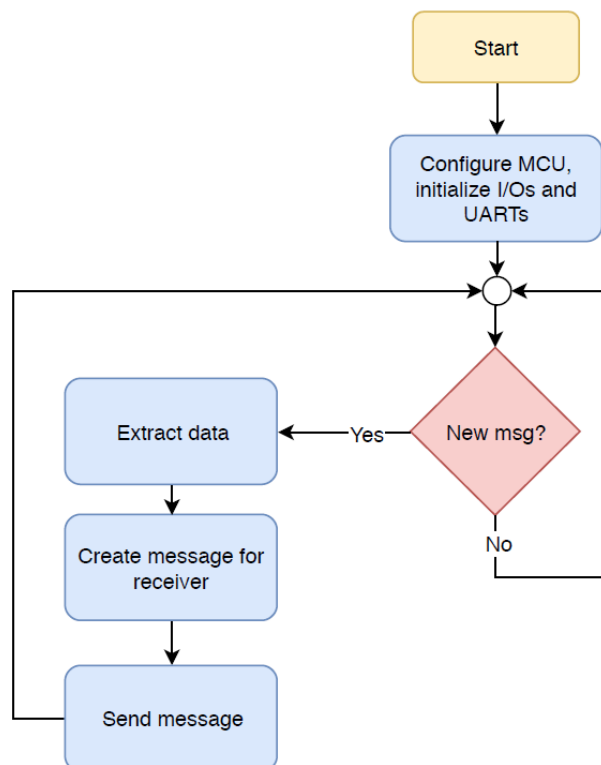 Start
Configure MCU,
initialize I/Os and
UARTs
New msg?
Yes
Extract data
No
Create message for
receiver
Send message